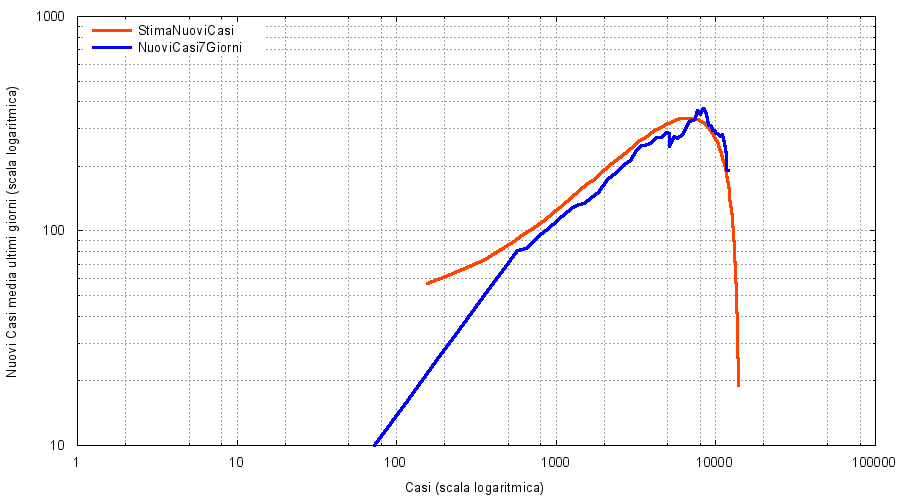 1000
StimaNuoviCasi
NuoviCasi7Giorni
Nuovi Casi media ultimi giorni (scala logaritmica)
100
10
1 10 100 1000 10000 100000
Casi (scala logaritmica)